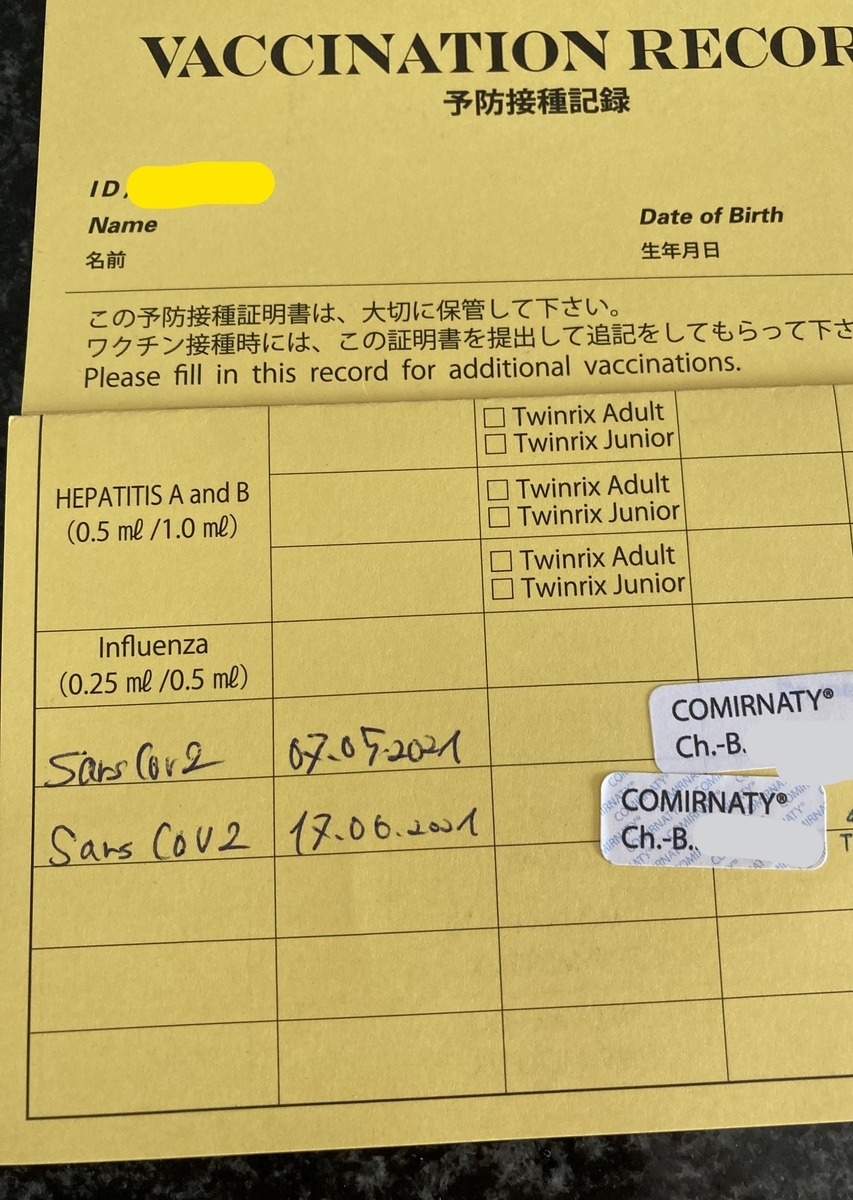 VACCINATION RECOR
予防接種記録
ID
Name
Date of Birth
名前
生年月日
この予防接種証明書は、大切に保管して下さい。
ワクチン接種時には、この証明書を提出して追記をしてもらって下さ
Please fill in this record for additional vaccinations.
HEPATITIS A and B
(0.5 mℓ /1.0 mℓ)
□ Twinrix Adult
□ Twinrix Junior
□ Twinrix Adult
□ Twinrix Junior
□ Twinrix Adult
□ Twinrix Junior
Influenza
(0.25 mℓ /0.5 mℓ)
Sars Cov2 07.05.2021
COMIRNATY®
Ch.-B.
Sars CoV2 17.06.2021
COMIRNATY®
Ch.-B.